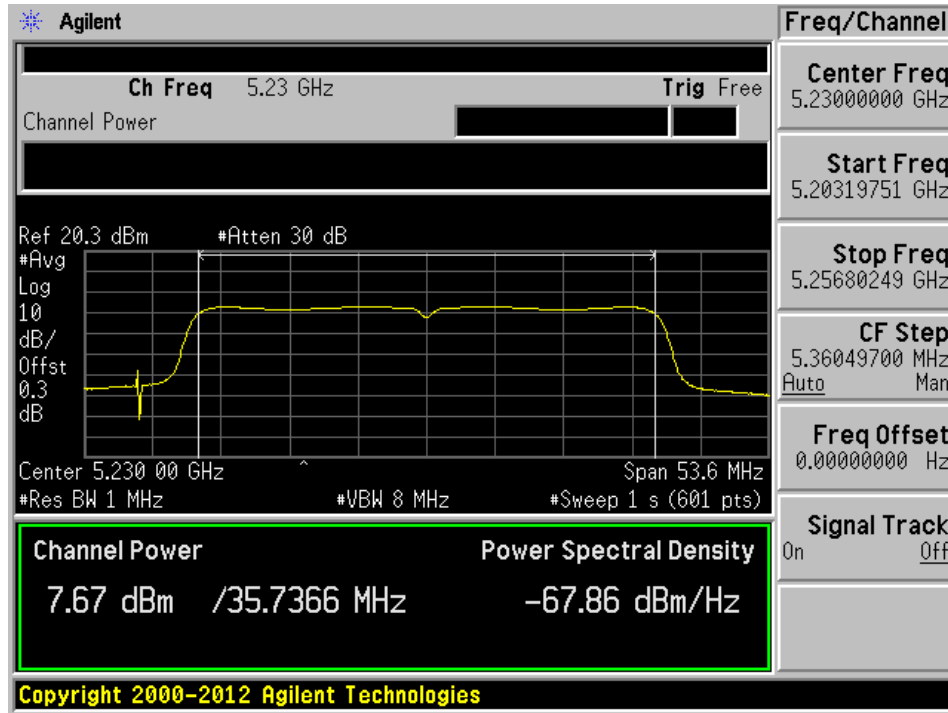 Agilent
Freq/Channel
Ch Freq 5.23 GHz Trig Free
Channel Power
Center Freq
5.23000000 GHz
Start Freq
5.20319751 GHz
Stop Freq
5.25680249 GHz
CF Step
5.36049700 MHz
Auto Man
Freq Offset
0.00000000 Hz
Signal Track
On Off
Ref 20.3 dBm #Atten 30 dB
#Avg
Log
10
dB/
Offst
0.3
dB
Center 5.230 00 GHz Span 53.6 MHz
#Res BW 1 MHz #VBW 8 MHz #Sweep 1 s (601 pts)
Channel Power Power Spectral Density
7.67 dBm /35.7366 MHz -67.86 dBm/Hz
Copyright 2000-2012 Agilent Technologies